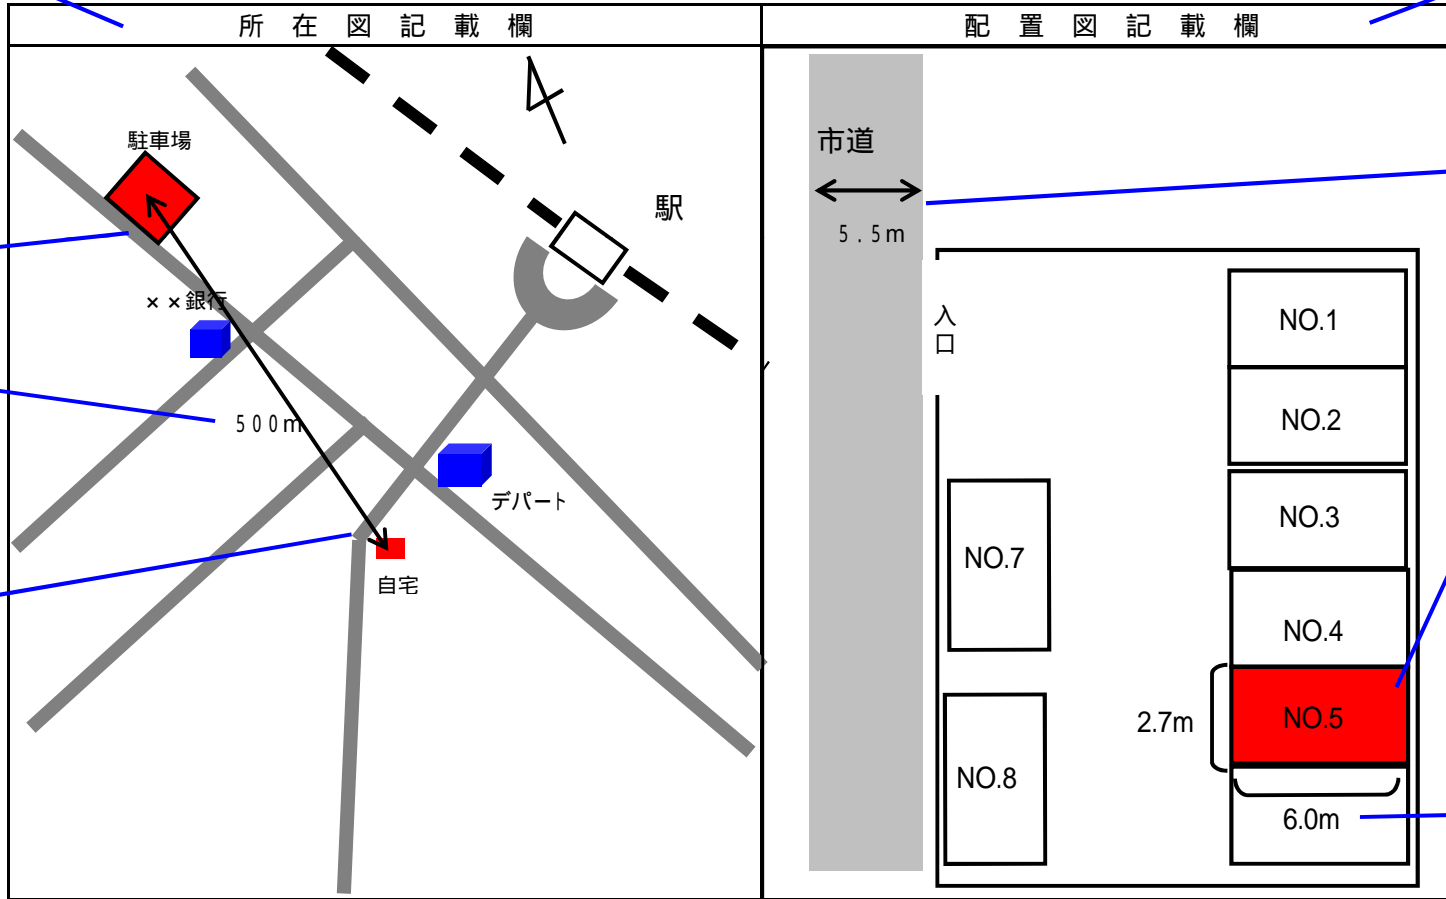 所在図記載欄
配置図記載欄
駐車場
駅
××銀行
500m
デパート
自宅
市道
5.5m
入口
NO.1
NO.2
NO.3
NO.4
NO.5
NO.7
NO.8
2.7m
6.0m